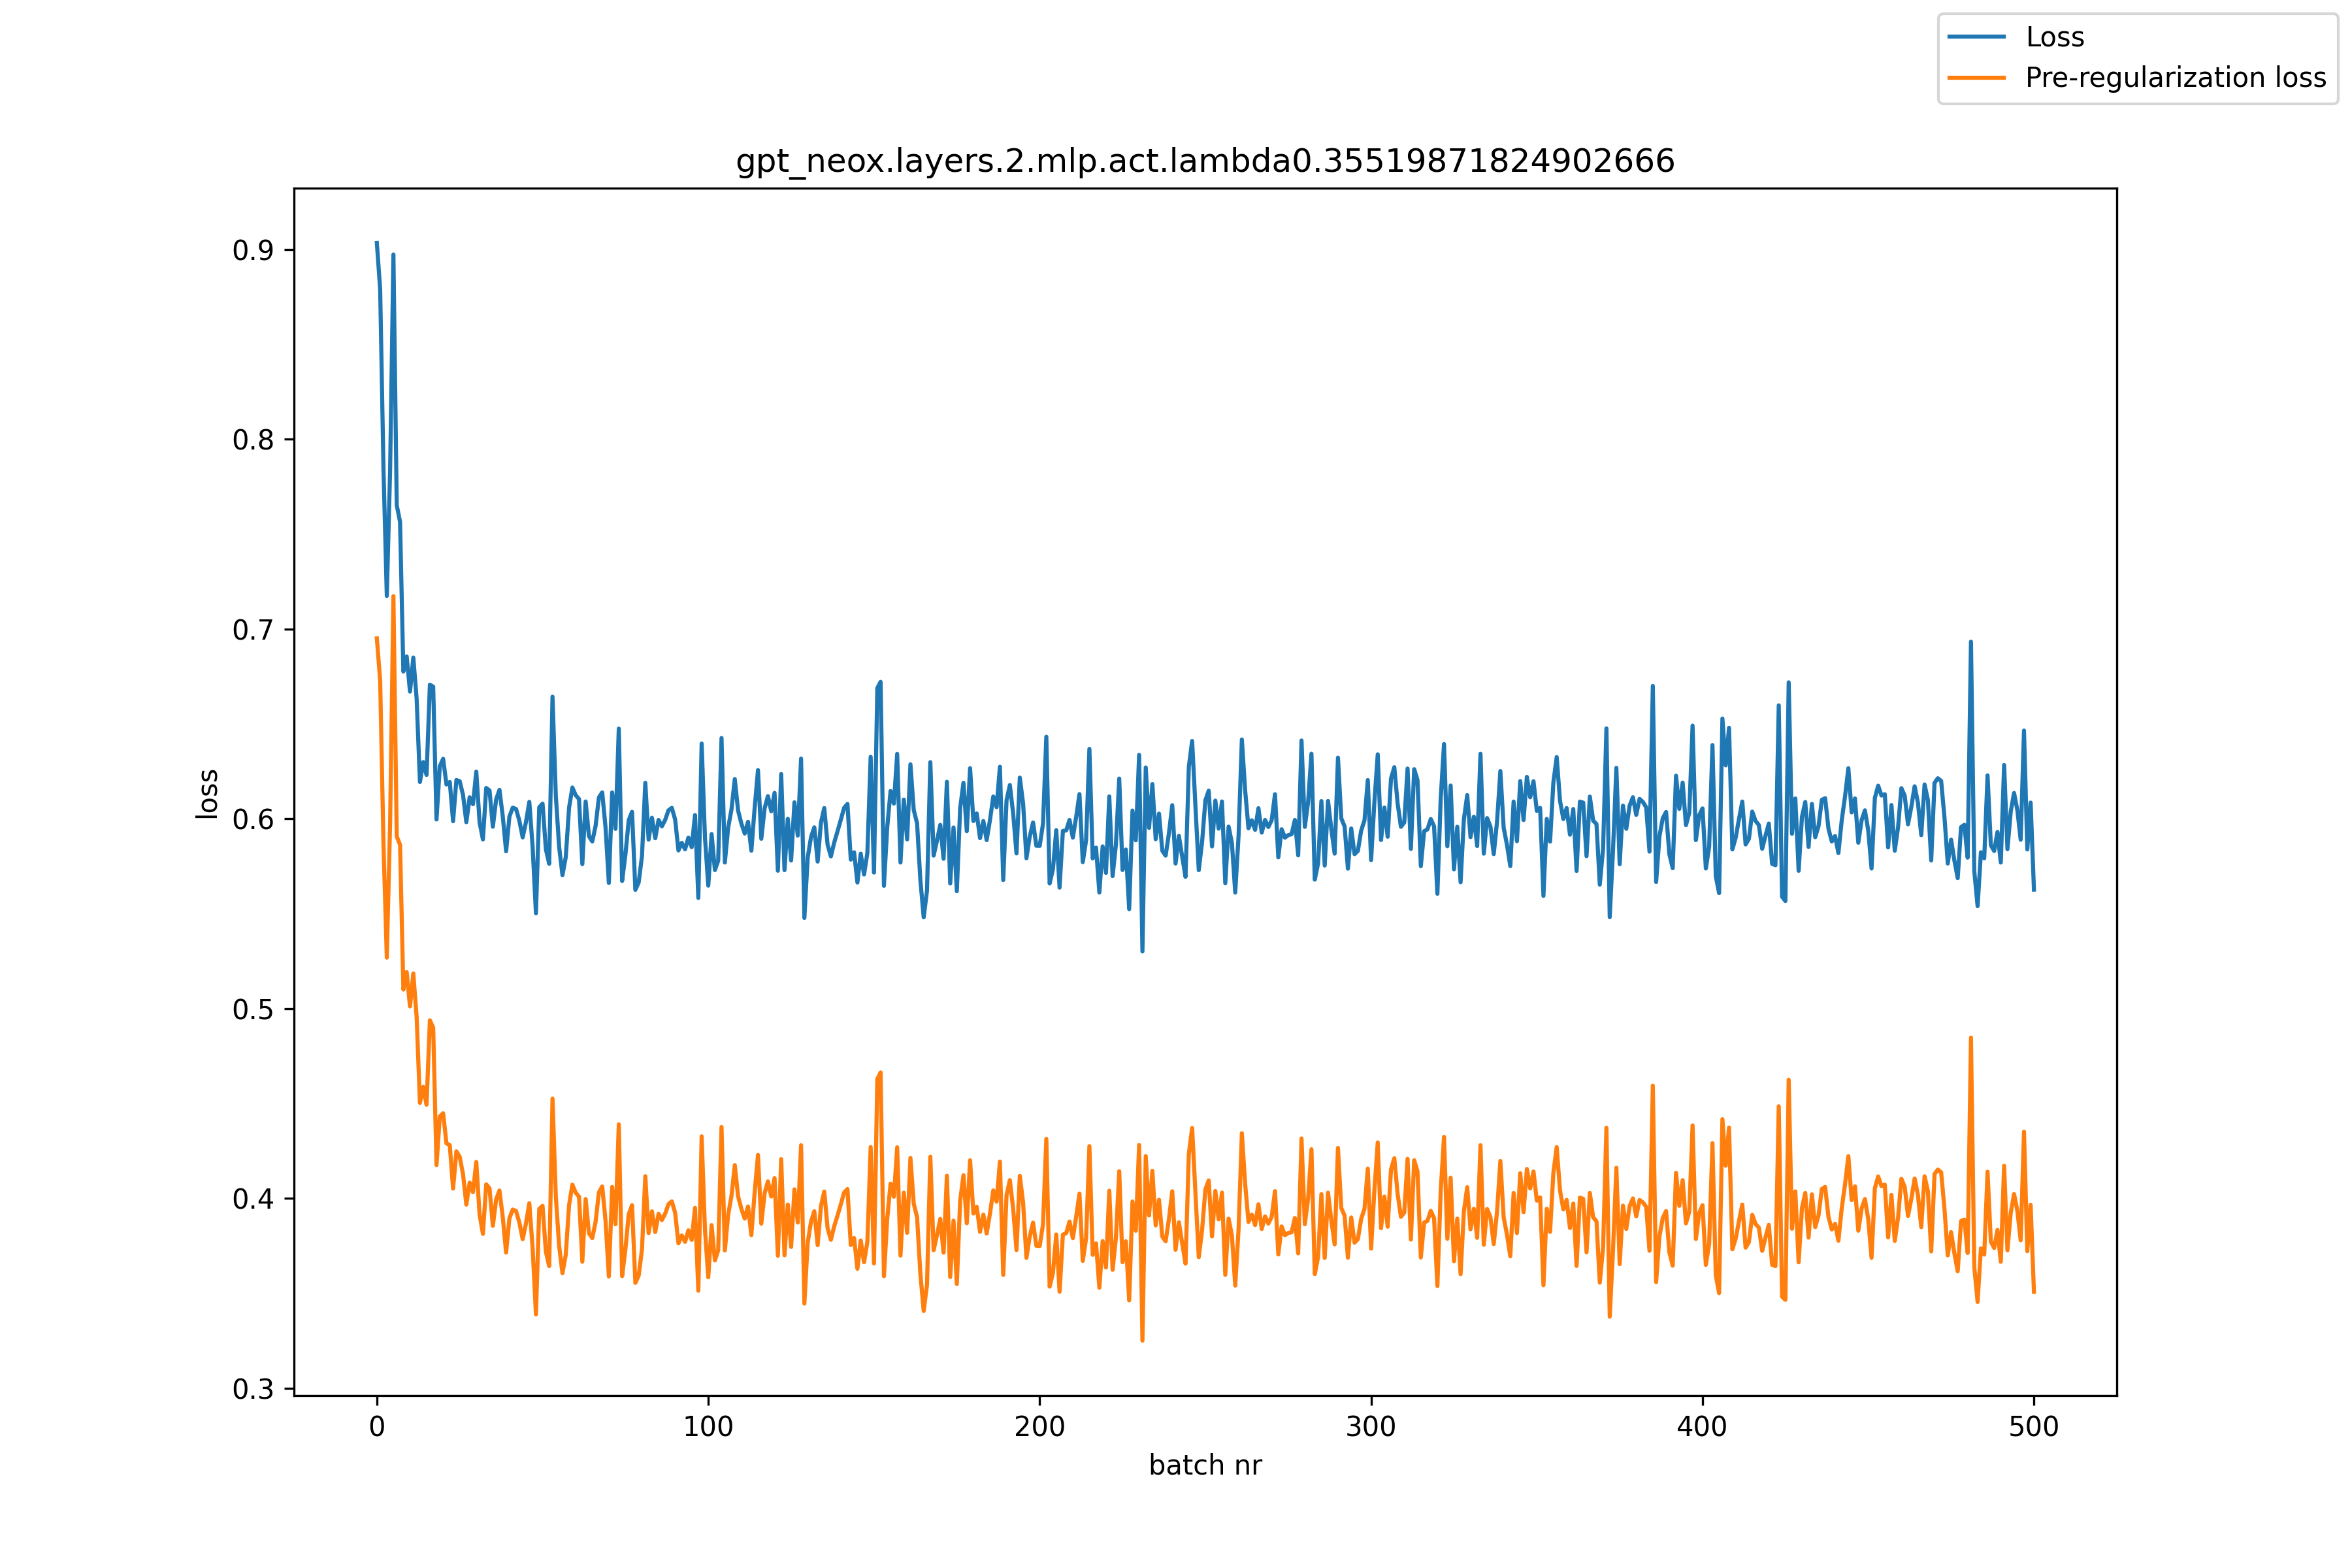 Loss
Pre-regularization loss
gpt_neox.layers.2.mlp.act.lambda0.35519871824902666
0.9
0.8
0.7
0.6
0.5
0.4
0.3
loss
0 100 200 300 400 500
batch nr